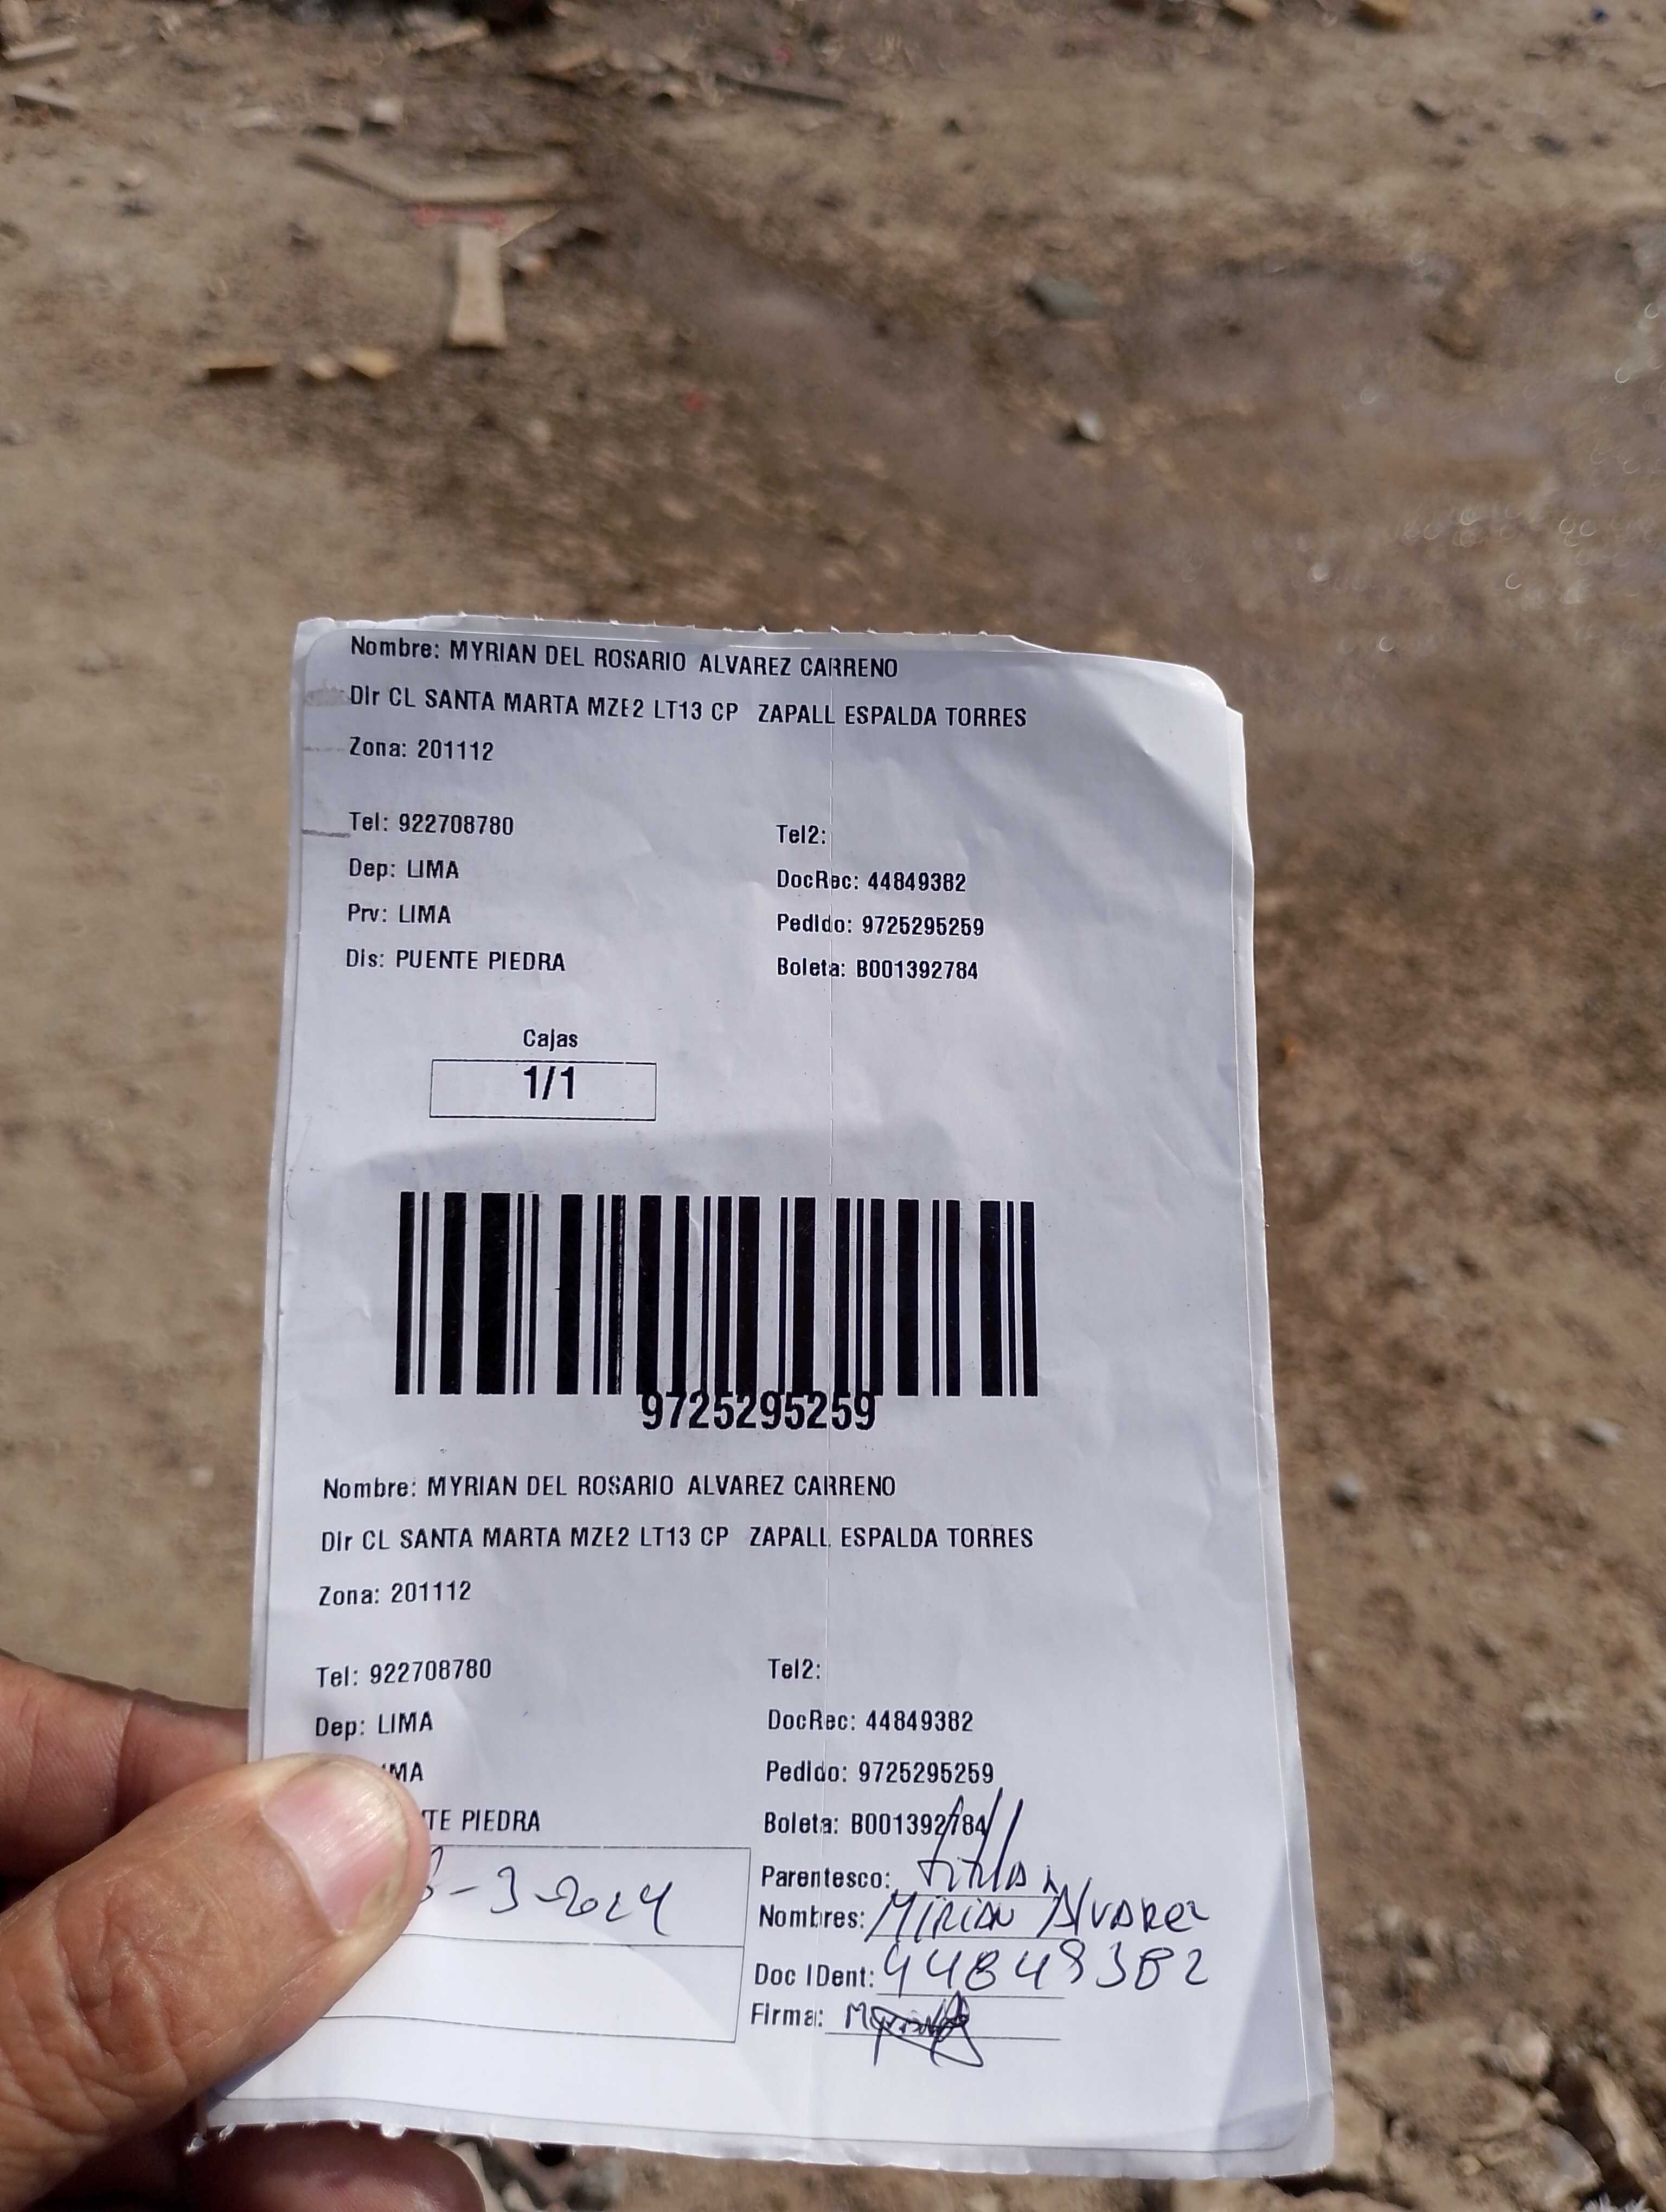 Nombre: MYRIAN DEL ROSARIO ALVAREZ CARRENO
Dir CL SANTA MARTA MZE2 LT13 CP ZAPALL ESPALDA TORRES
Zona: 201112
Tel: 922708780 Tel2:
Dep: LIMA DocRec: 44849382
Prv: LIMA Pedido: 9725295259
Dis: PUENTE PIEDRA Boleta: B001392784
Cajas
1/1
9725295259
Nombre: MYRIAN DEL ROSARIO ALVAREZ CARRENO
Dir CL SANTA MARTA MZE2 LT13 CP ZAPALL ESPALDA TORRES
Zona: 201112
Tel: 922708780 Tel2:
Dep: LIMA DocRec: 44849382
IMA Pedido: 9725295259
TE PIEDRA Boleta: B001392784
-3-2024 Parentesco: titular
Nombres: Mirian Alvarez
Doc IDent: 44849382
Firma: